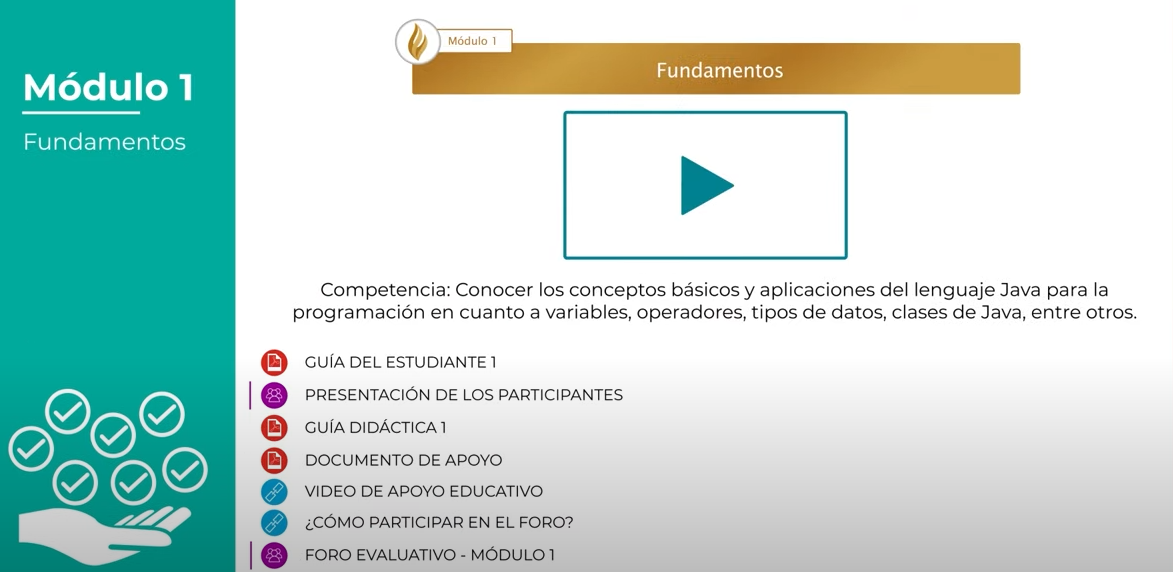 Módulo 1
Fundamentos
Módulo 1
Fundamentos
Competencia: Conocer los conceptos básicos y aplicaciones del lenguaje Java para la
programación en cuanto a variables, operadores, tipos de datos, clases de Java, entre otros.
GUÍA DEL ESTUDIANTE 1
PRESENTACIÓN DE LOS PARTICIPANTES
GUÍA DIDÁCTICA 1
DOCUMENTO DE APOYO
VIDEO DE APOYO EDUCATIVO
¿CÓMO PARTICIPAR EN EL FORO?
FORO EVALUATIVO - MÓDULO 1